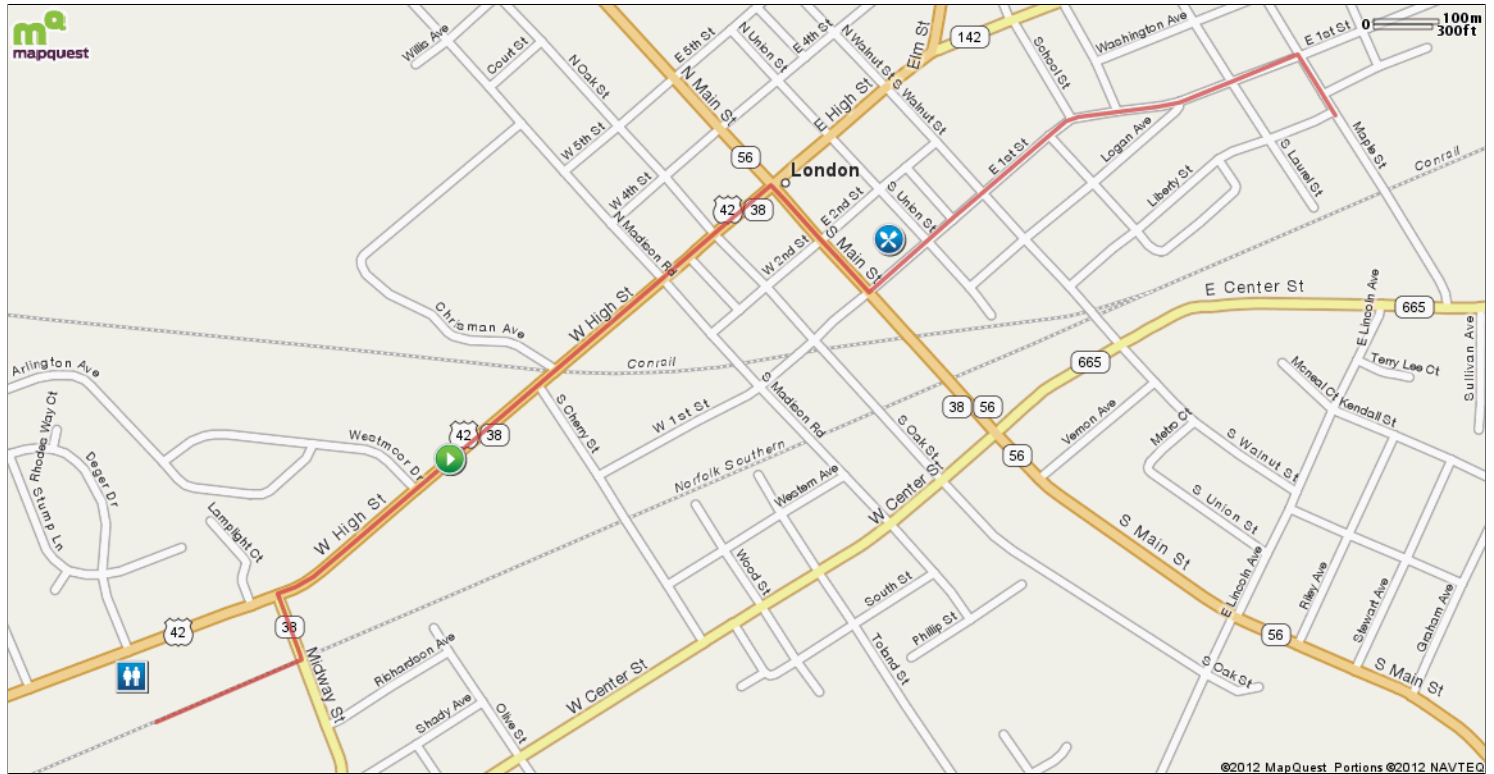 mapquest
0 100m
300ft
Willis Ave
Court St
N Oak St
E 5th St
N Union St
E 4th St
N Walnut St
Elm St
142
School St
Washington Ave
E 1st St
N Main St
S Walnut St
E High St
W 5th St
56
London
E 1st St
Logan Ave
Maple St
Conrail
W 4th St
42
38
E 2nd St
S Union St
Liberty St
S Laurel St
N Madison Rd
W 2nd St
S Main St
Chrisman Ave
W High St
E Center St
665
E Lincoln Ave
Sullivan Ave
Conrail
665
Terry Lee Ct
Arlington Ave
S Madison Rd
Mcneal Ct
Kendall St
Rhodes Way Ct
S Cherry St
W 1st St
38
56
Vernon Ave
Metro Ct
S Walnut St
Westmoor Dr
42
38
S Oak St
56
Deger Dr
Norfolk Southern
Western Ave
W Center St
S Union St
Stump Ln
Lamplight Ct
W High St
S Main St
Wood St
South St
E Lincoln Ave
Riley Ave
Stewart Ave
Graham Ave
42
38
Midway St
Richardson Ave
Phillip St
Toland St
56
S Oak St
S Main St
W Center St
Shady Ave
Olive St
©2012 MapQuest Portions ©2012 NAVTEQ